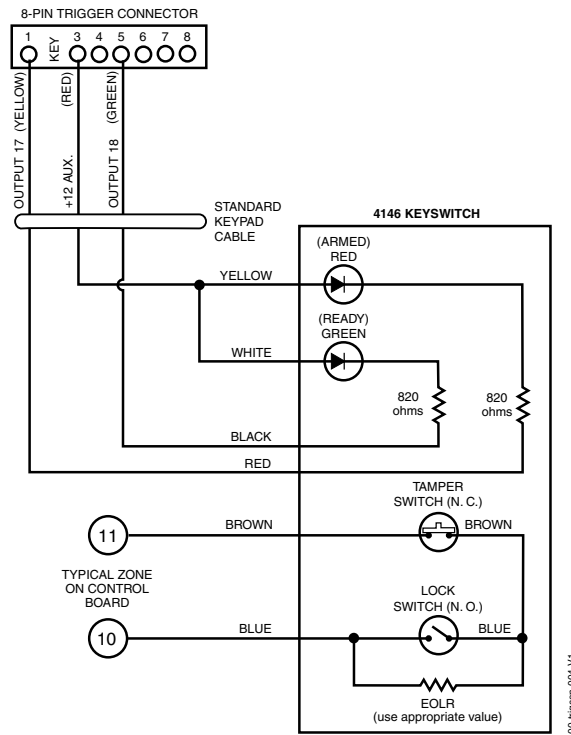 8-PIN TRIGGER CONNECTOR
1 KEY 3 4 5 6 7 8
OUTPUT 17 (YELLOW)
+12 AUX. (RED)
OUTPUT 18 (GREEN)
STANDARD
KEYPAD
CABLE
4146 KEYSWITCH
(ARMED)
RED
YELLOW
(READY)
GREEN
WHITE
820
ohms
820
ohms
BLACK
RED
TAMPER
SWITCH (N. C.)
BROWN
BROWN
11
TYPICAL ZONE
ON CONTROL
BOARD
LOCK
SWITCH (N. O.)
10
BLUE
BLUE
EOLR
(use appropriate value)